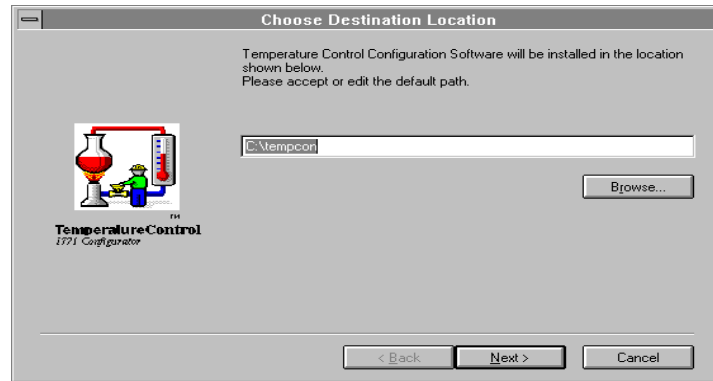 Choose Destination Location
Temperature Control Configuration Software will be installed in the location
shown below.
Please accept or edit the default path.
C:\tempcon
Browse...
TM
TemperatureControl
1771 Configurator
< Back
Next >
Cancel